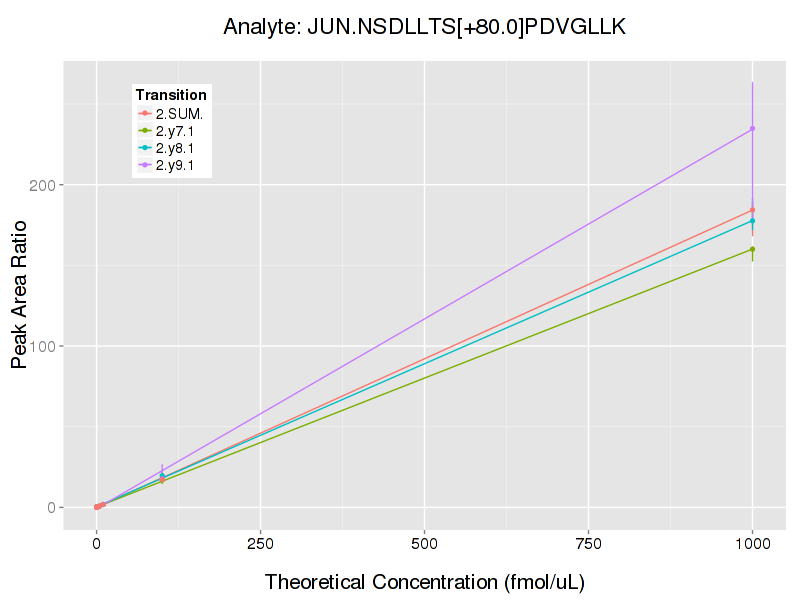 Analyte: JUN.NSDLLTS[+80.0]PDVGLLK
Transition
2.SUM.
2.y7.1
2.y8.1
2.y9.1
Peak Area Ratio
200
100
0
0 250 500 750 1000
Theoretical Concentration (fmol/uL)